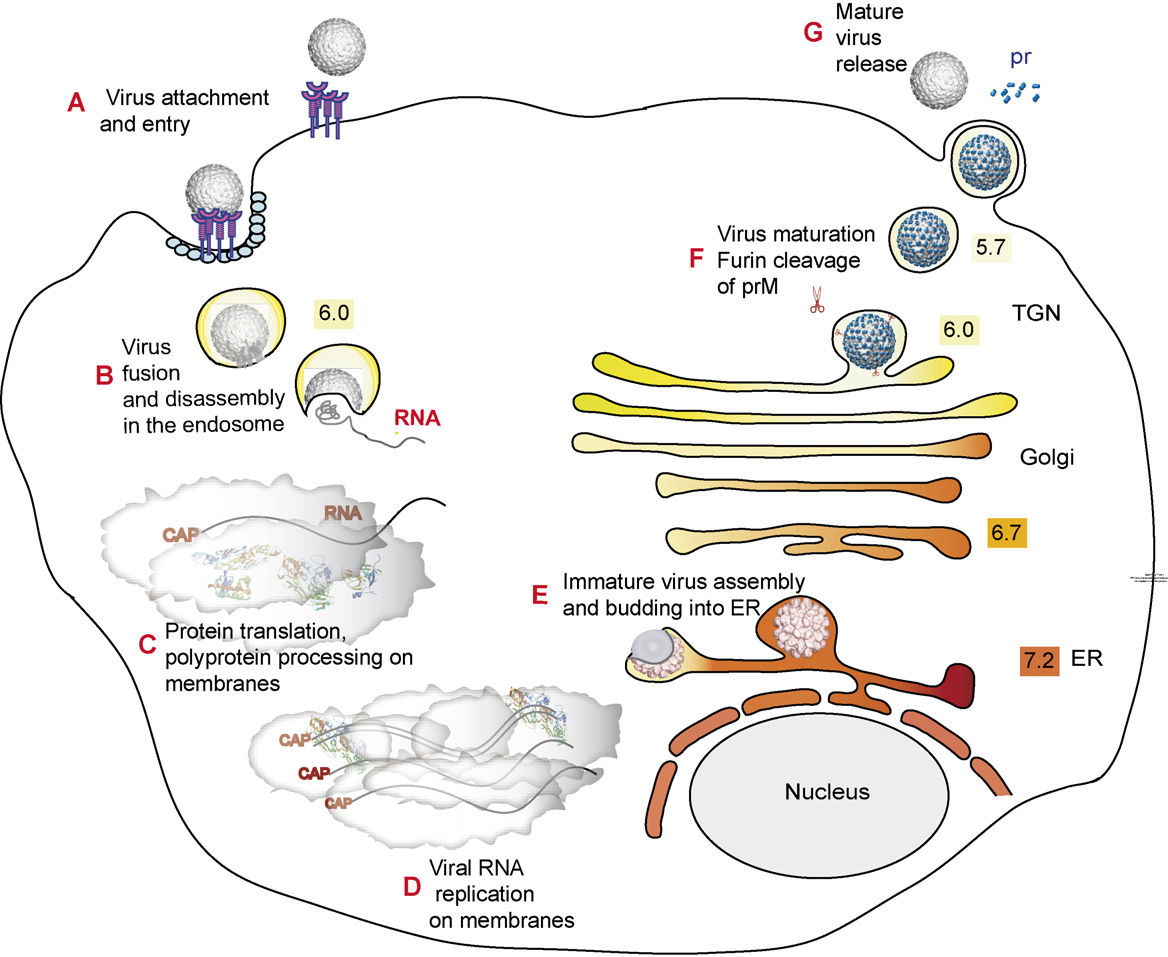 G
Mature
virus
release
pr
A
Virus attachment
and entry
F
Virus maturation
Furin cleavage
of prM
5.7
TGN
6.0
6.0
B
Virus
fusion
and disassembly
in the endosome
RNA
Golgi
CAP
RNA
6.7
E
Immature virus assembly
and budding into ER
C
Protein translation,
polyprotein processing on
membranes
7.2
ER
CAP
CAP
CAP
Nucleus
D
Viral RNA
replication
on membranes